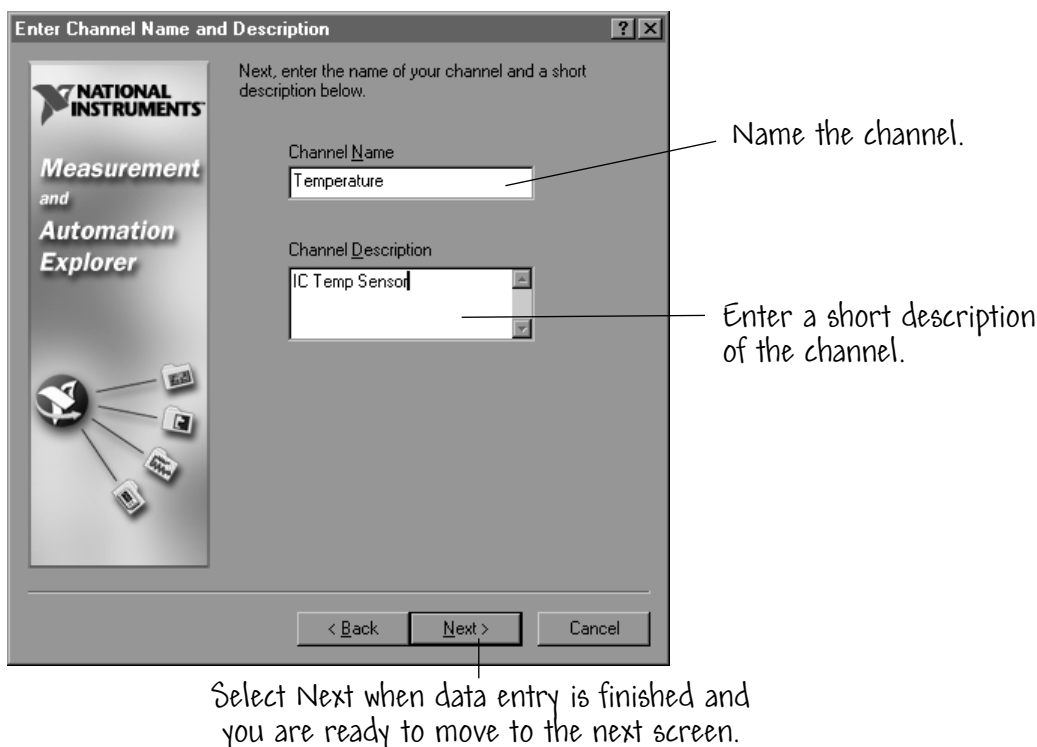 Enter Channel Name and Description
NATIONAL
INSTRUMENTS™
Measurement
and
Automation
Explorer
Next, enter the name of your channel and a short
description below.
Channel Name
Temperature
Channel Description
IC Temp Sensor
< Back
Next >
Cancel
Name the channel.
Enter a short description
of the channel.
Select Next when data entry is finished and
you are ready to move to the next screen.